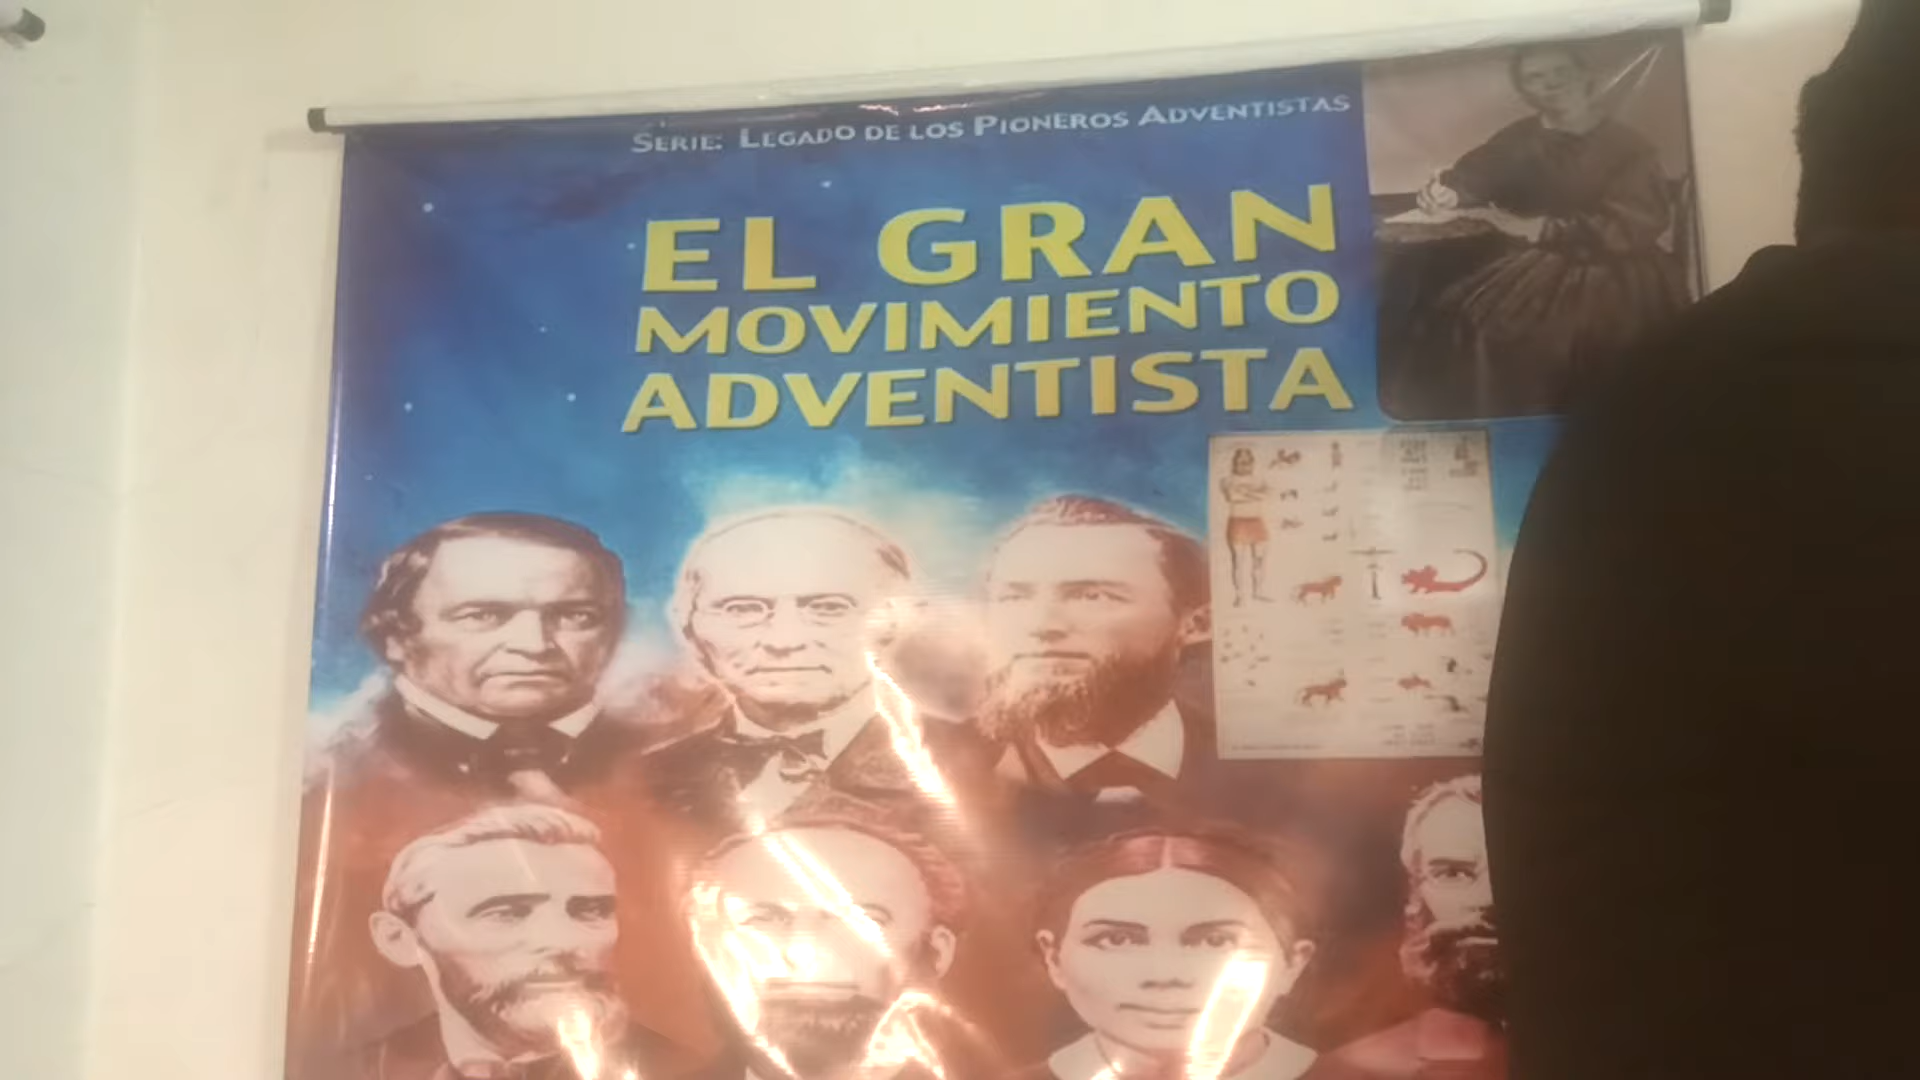 SERIE: LEGADO DE LOS PIONEROS ADVENTISTAS
EL GRAN
MOVIMIENTO
ADVENTISTA